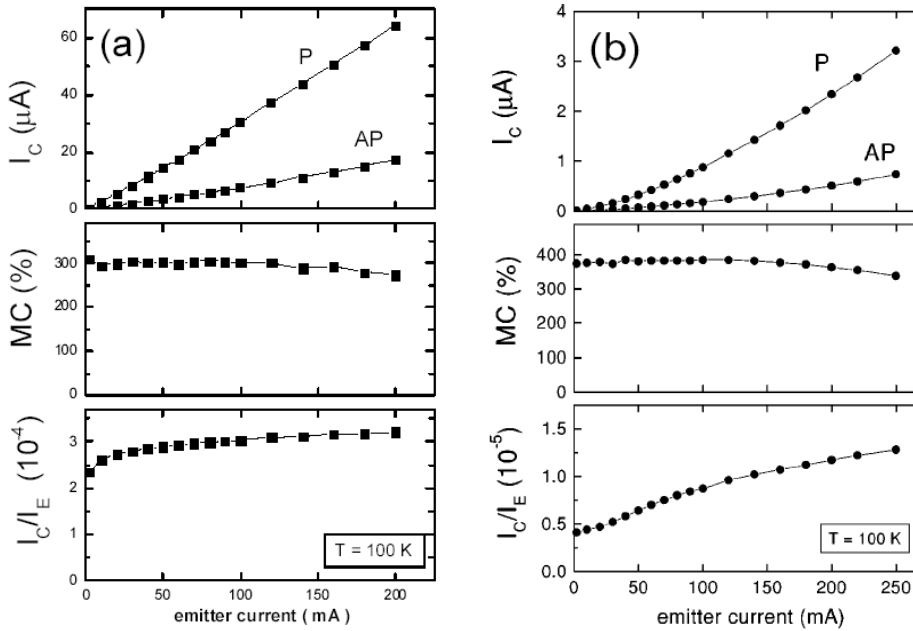 (a)
I_C (μA)
60
40
20
0
P
AP
MC (%)
300
200
100
0
I_C/I_E (10^-4)
3
2
1
0
T = 100 K
0 50 100 150 200
emitter current ( mA)
(b)
I_C (μA)
4
3
2
1
0
P
AP
MC (%)
400
300
200
100
0
I_C/I_E (10^-5)
1.5
1.0
0.5
0.0
T = 100 K
0 50 100 150 200 250
emitter current (mA)